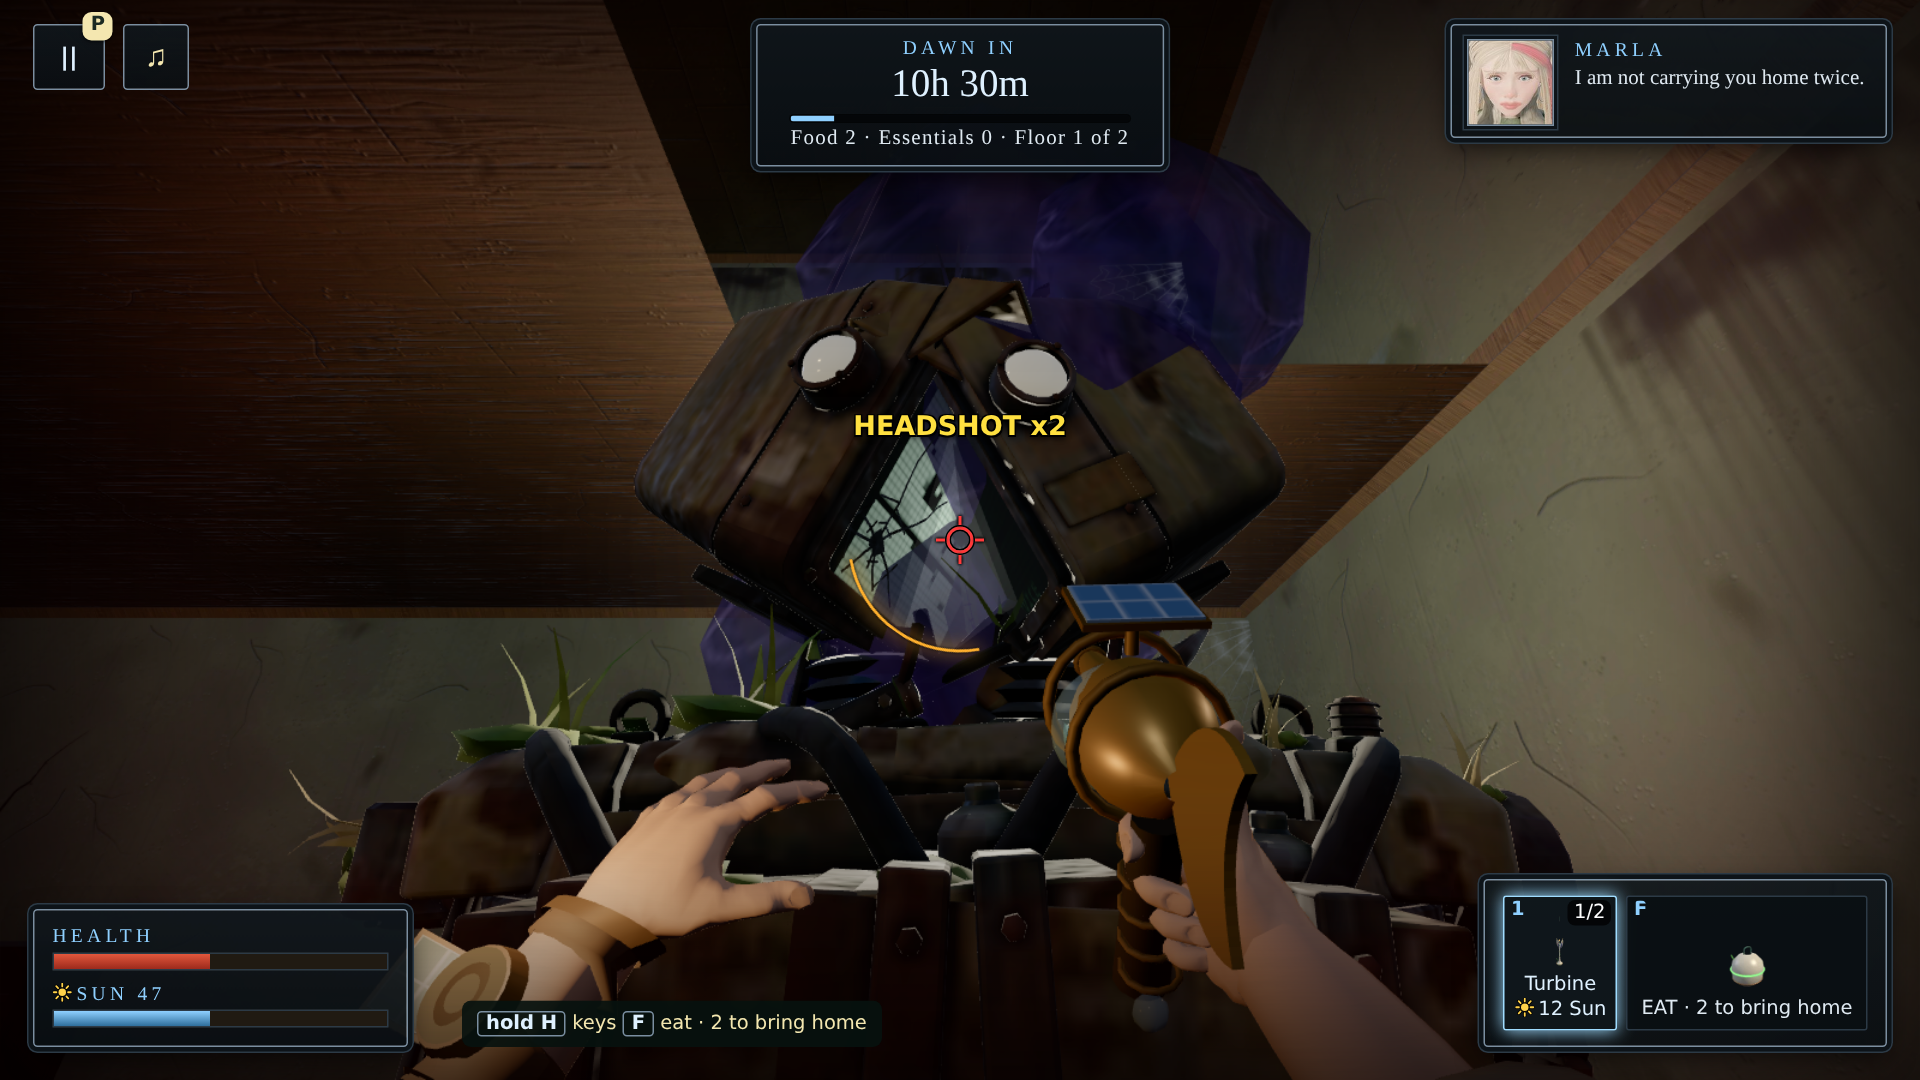 P
DAWN IN
10h 30m
Food 2 · Essentials 0 · Floor 1 of 2
MARLA
I am not carrying you home twice.
HEADSHOT x2
HEALTH
SUN 47
hold H keys F eat · 2 to bring home
1 1/2
Turbine
12 Sun
F
EAT · 2 to bring home